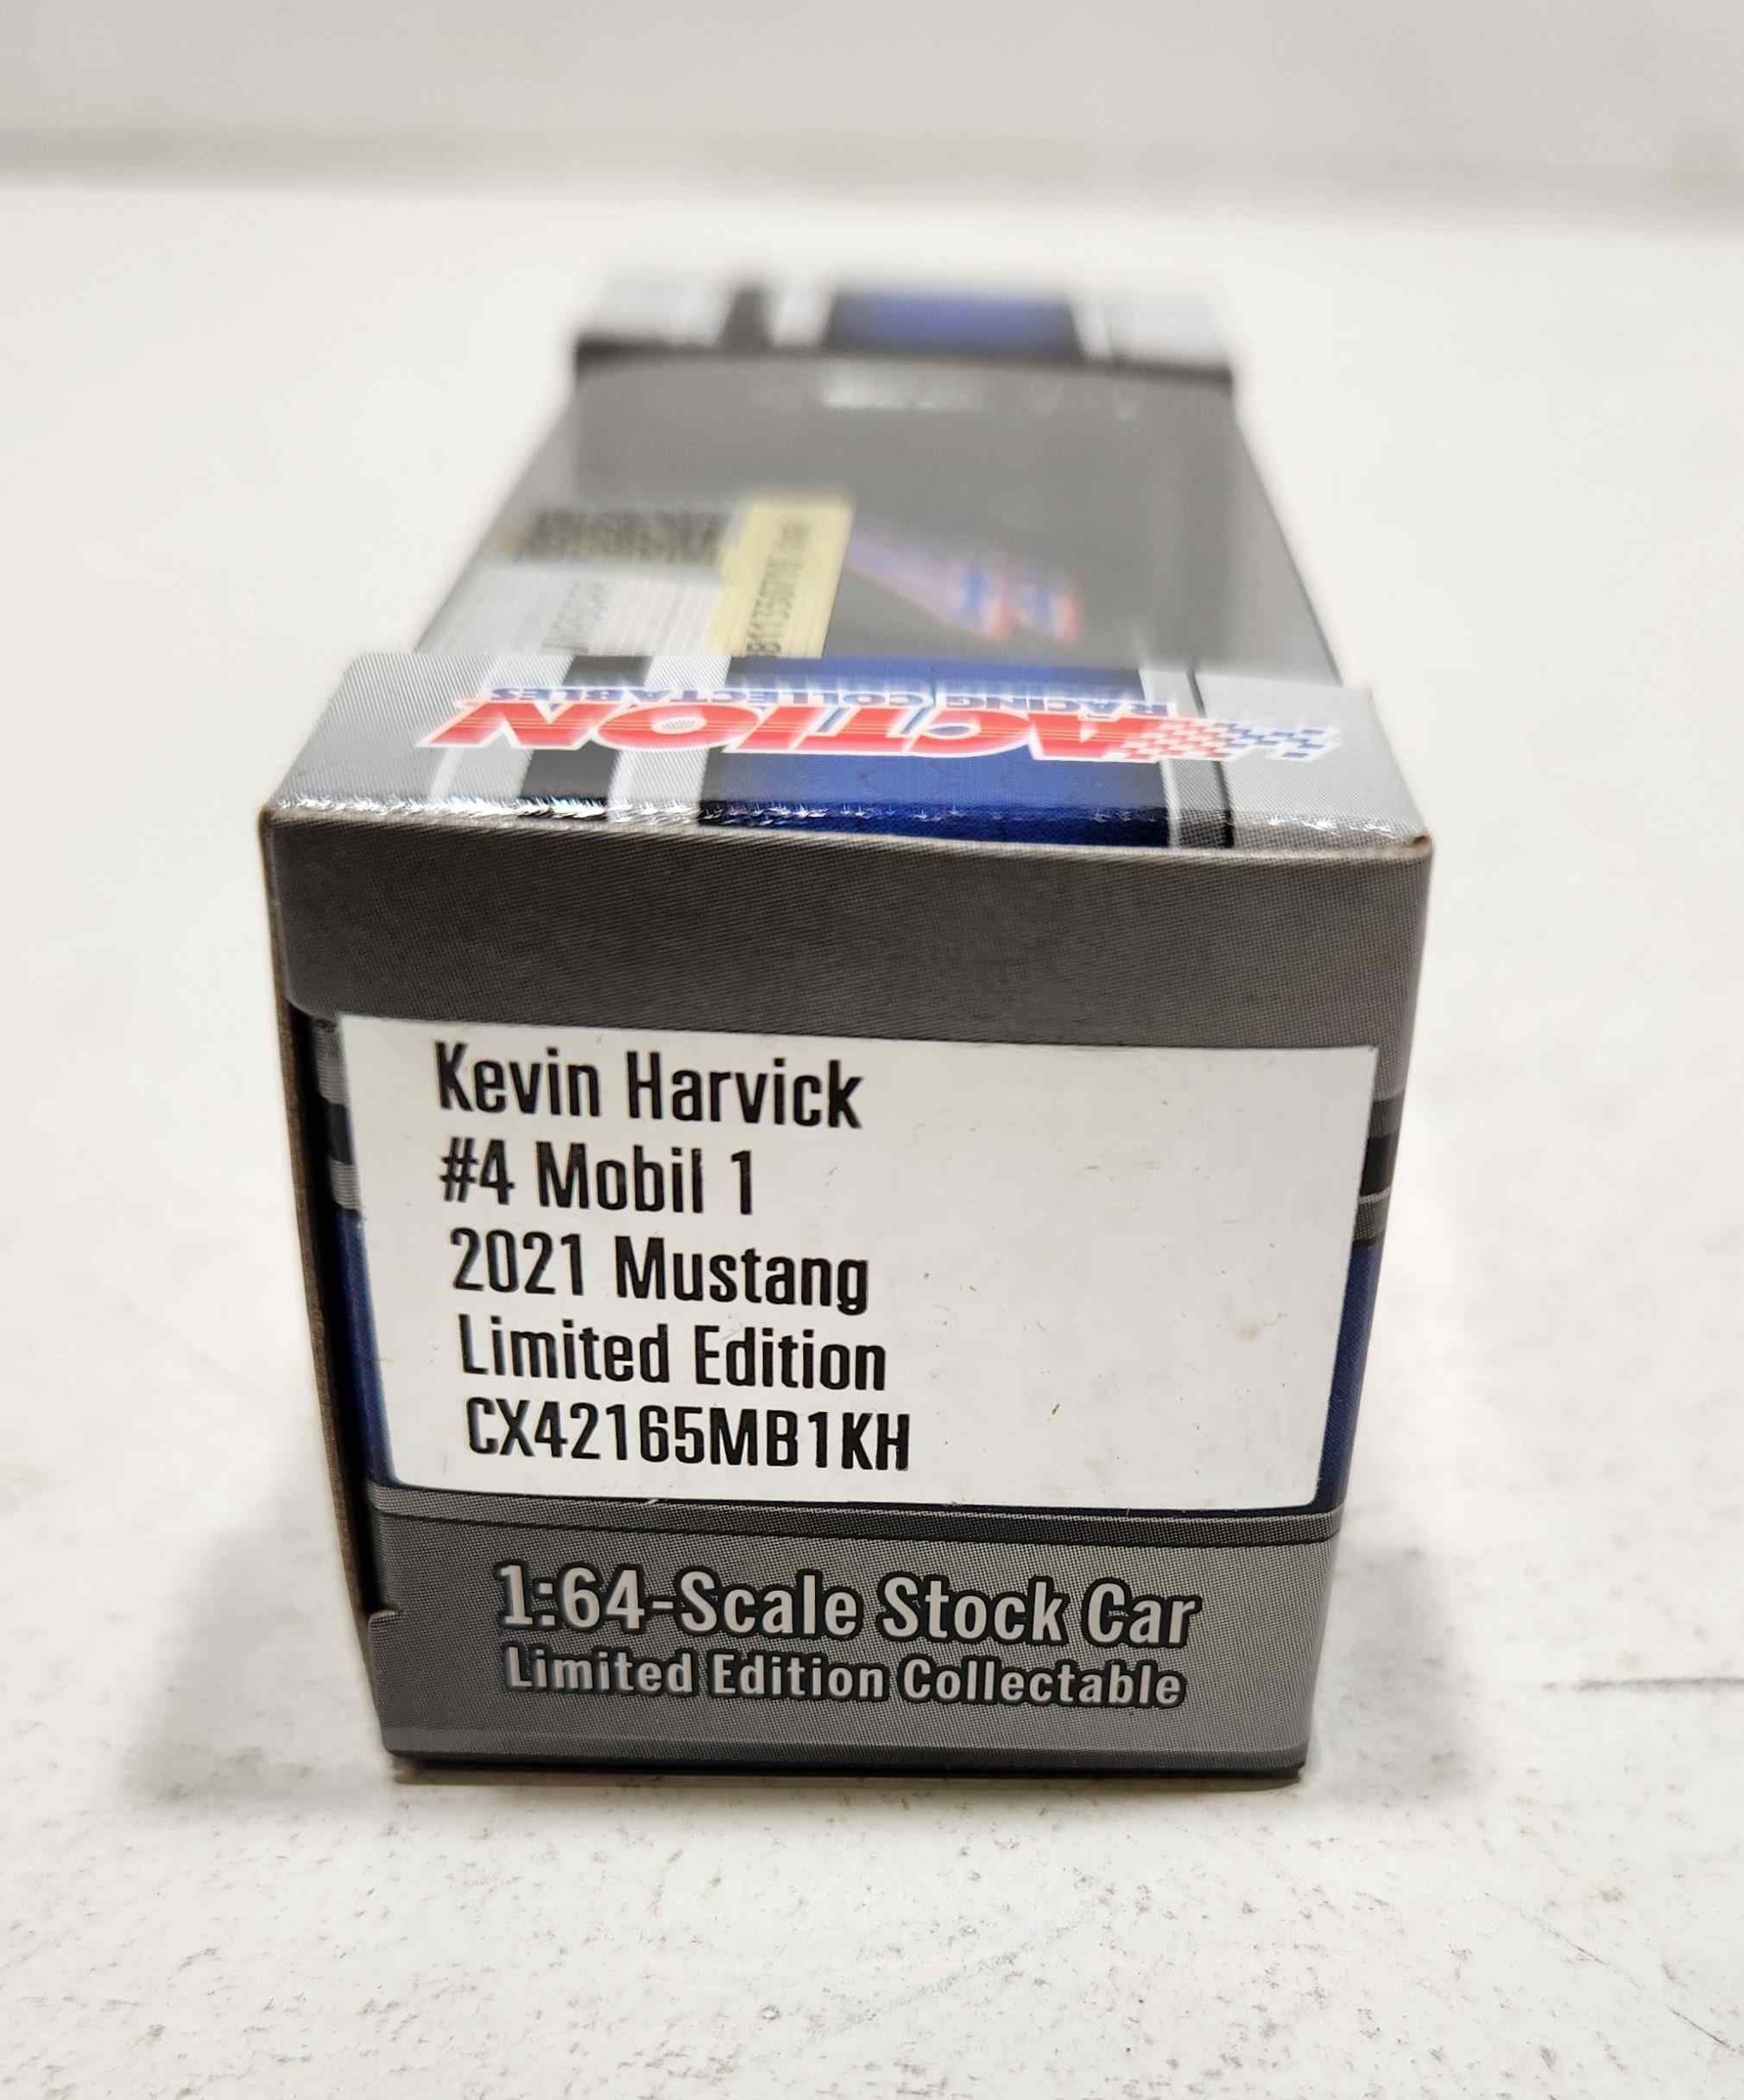 ACTION
RACING COLLECTABLES
Kevin Harvick
#4 Mobil 1
2021 Mustang
Limited Edition
CX42165MB1KH
1:64-Scale Stock Car
Limited Edition Collectable